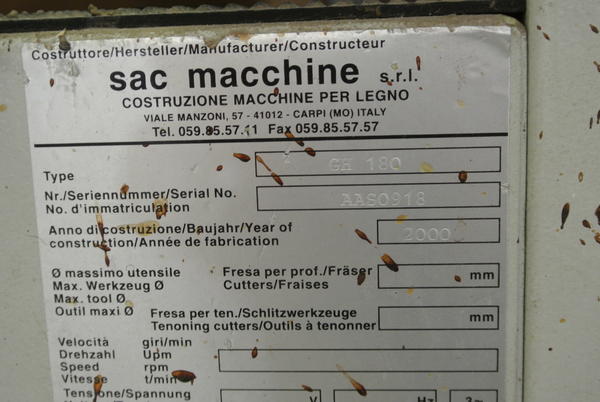 Costruttore/Hersteller/Manufacturer/Constructeur
sac macchine s.r.l.
COSTRUZIONE MACCHINE PER LEGNO
VIALE MANZONI, 57 - 41012 - CARPI (MO) ITALY
Tel. 059.85.57.11 Fax 059.85.57.57
Type GH 180
Nr./Seriennummer/Serial No. AAS0918
No. d'immatriculation
Anno di costruzione/Baujahr/Year of 2000
construction/Année de fabrication
Ø massimo utensile Fresa per prof./Fräser mm
Max. Werkzeug Ø Cutters/Fraises
Max. tool Ø
Outil maxi Ø Fresa per ten./Schlitzwerkzeuge mm
Tenoning cutters/Outils à tenonner
Velocità giri/min
Drehzahl Upm
Speed rpm
Vitesse t/min
Tensione/Spannung V Hz 3~